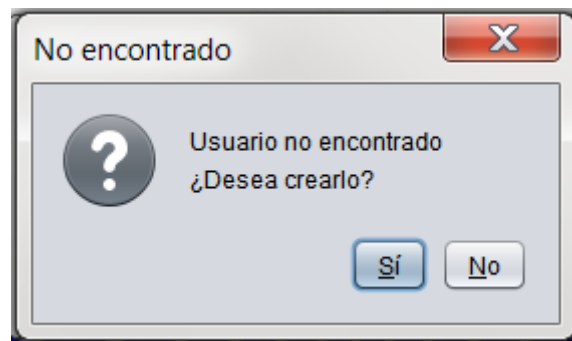 No encontrado
Usuario no encontrado
¿Desea crearlo?
Sí
No